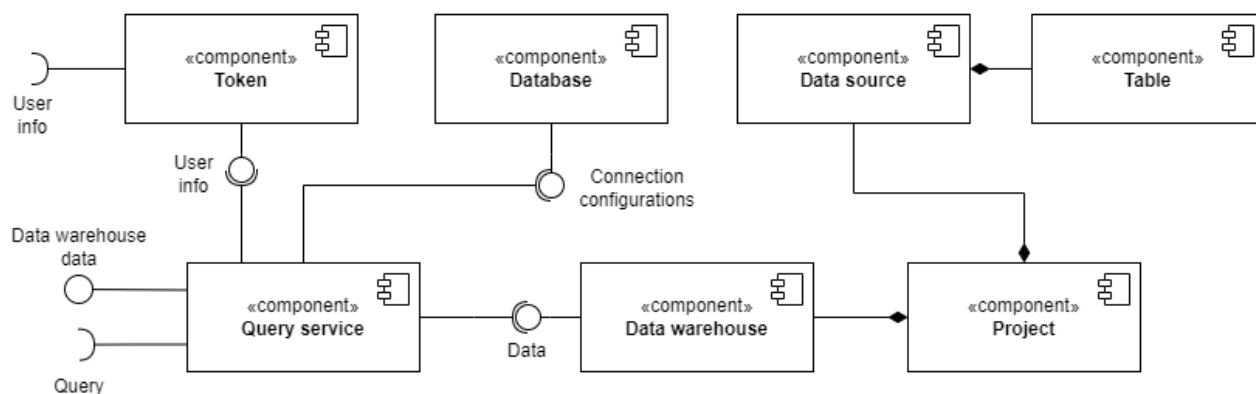 «component»
Token
«component»
Database
«component»
Data source
«component»
Table
User
info
User
info
Connection
configurations
Data warehouse
data
«component»
Query service
«component»
Data warehouse
«component»
Project
Data
Query